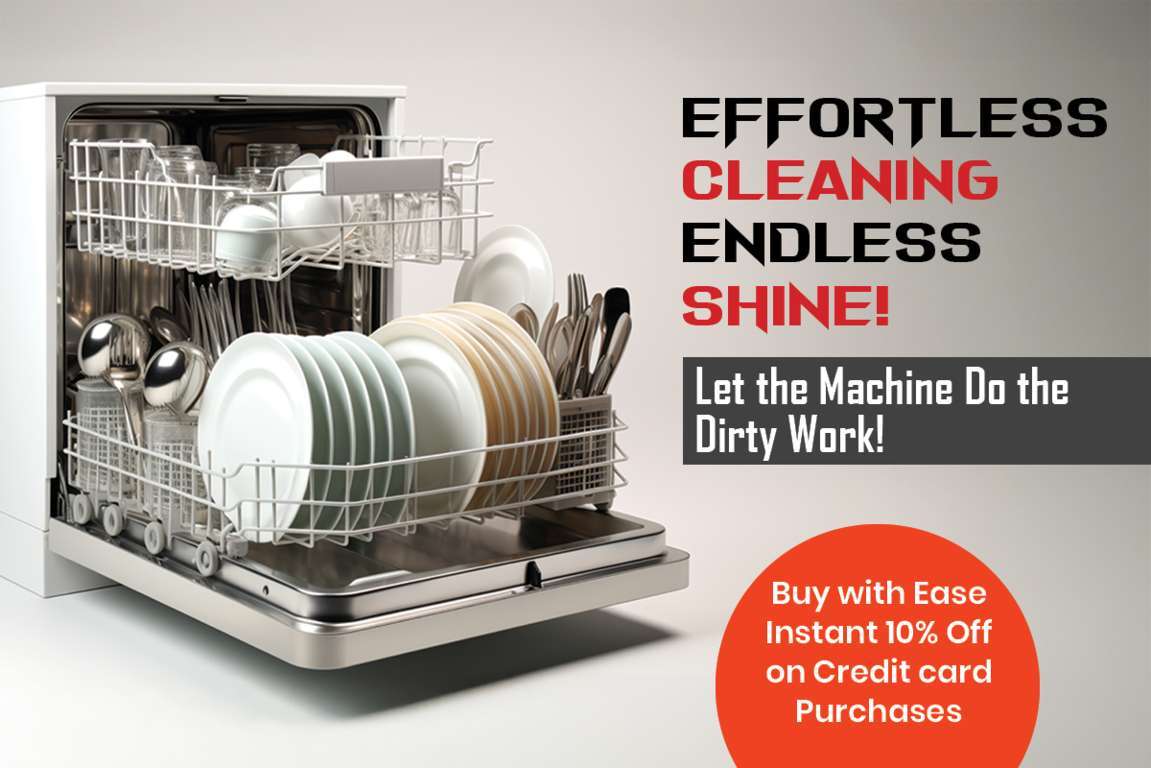 EFFORTLESS
CLEANING
ENDLESS
SHINE!
Let the Machine Do the
Dirty Work!
Buy with Ease
Instant 10% Off
on Credit card
Purchases